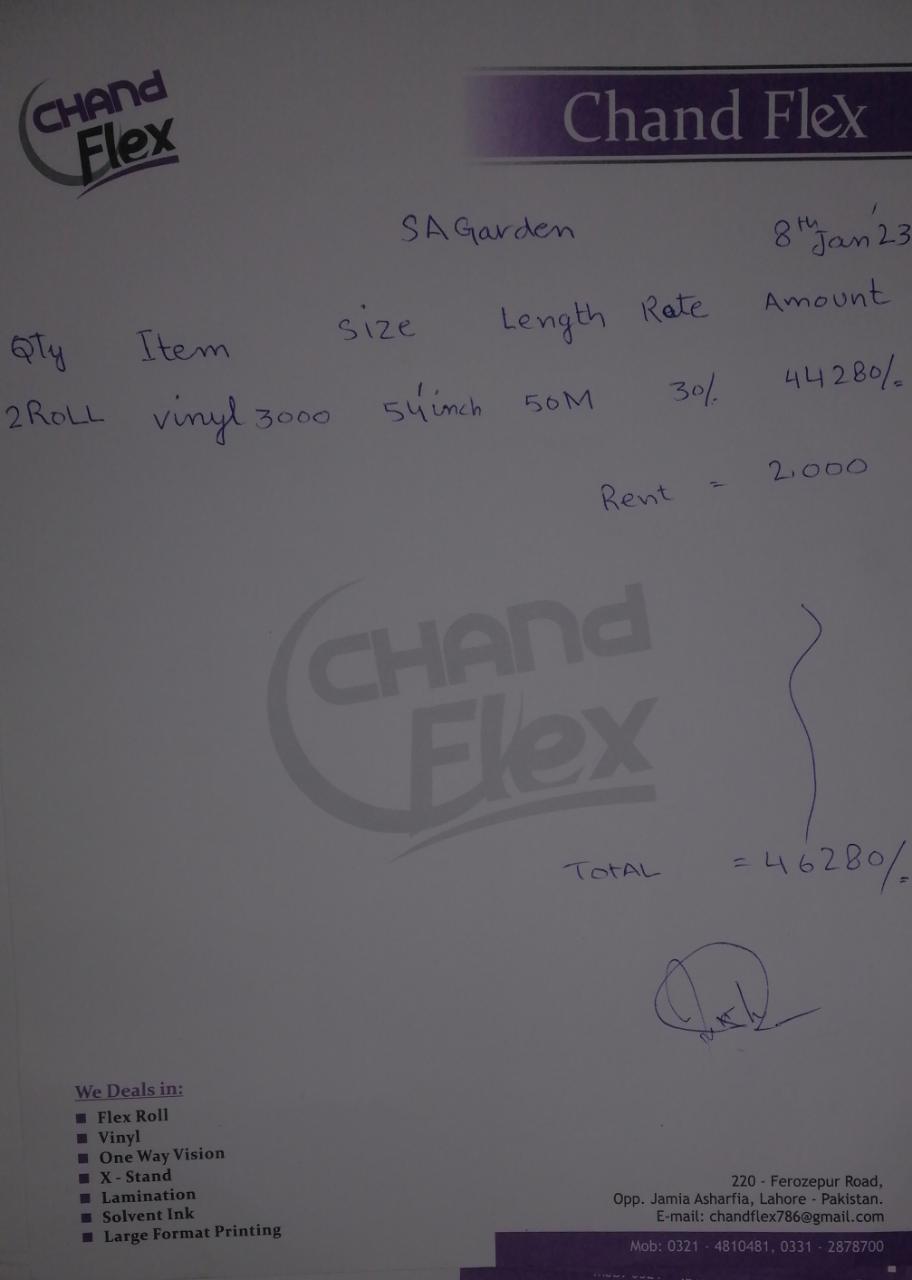 CHAND
Flex
Chand Flex
SA Garden
8th Jan'23
Qty Item Size Length Rate Amount
2 ROLL vinyl 3000 54" inch 50M 30/. 44280/.=
Rent = 2,000
CHAND
Flex
TOTAL = 46280/.=
We Deals in:
Flex Roll
Vinyl
One Way Vision
X - Stand
Lamination
Solvent Ink
Large Format Printing
220 - Ferozepur Road,
Opp. Jamia Asharfia, Lahore - Pakistan.
E-mail: chandflex786@gmail.com
Mob: 0321 - 4810481, 0331 - 2878700